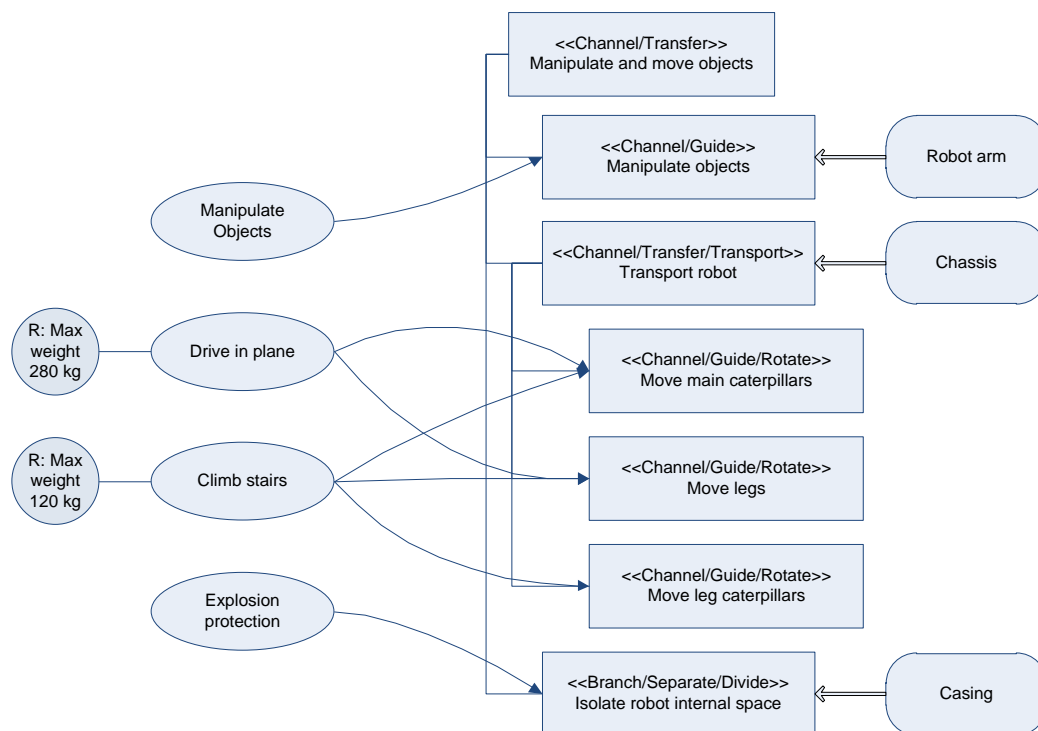 <<Channel/Transfer>>
Manipulate and move objects
<<Channel/Guide>>
Manipulate objects
Robot arm
Manipulate
Objects
<<Channel/Transfer/Transport>>
Transport robot
Chassis
R: Max
weight
280 kg
Drive in plane
<<Channel/Guide/Rotate>>
Move main caterpillars
R: Max
weight
120 kg
Climb stairs
<<Channel/Guide/Rotate>>
Move legs
<<Channel/Guide/Rotate>>
Move leg caterpillars
Explosion
protection
<<Branch/Separate/Divide>>
Isolate robot internal space
Casing